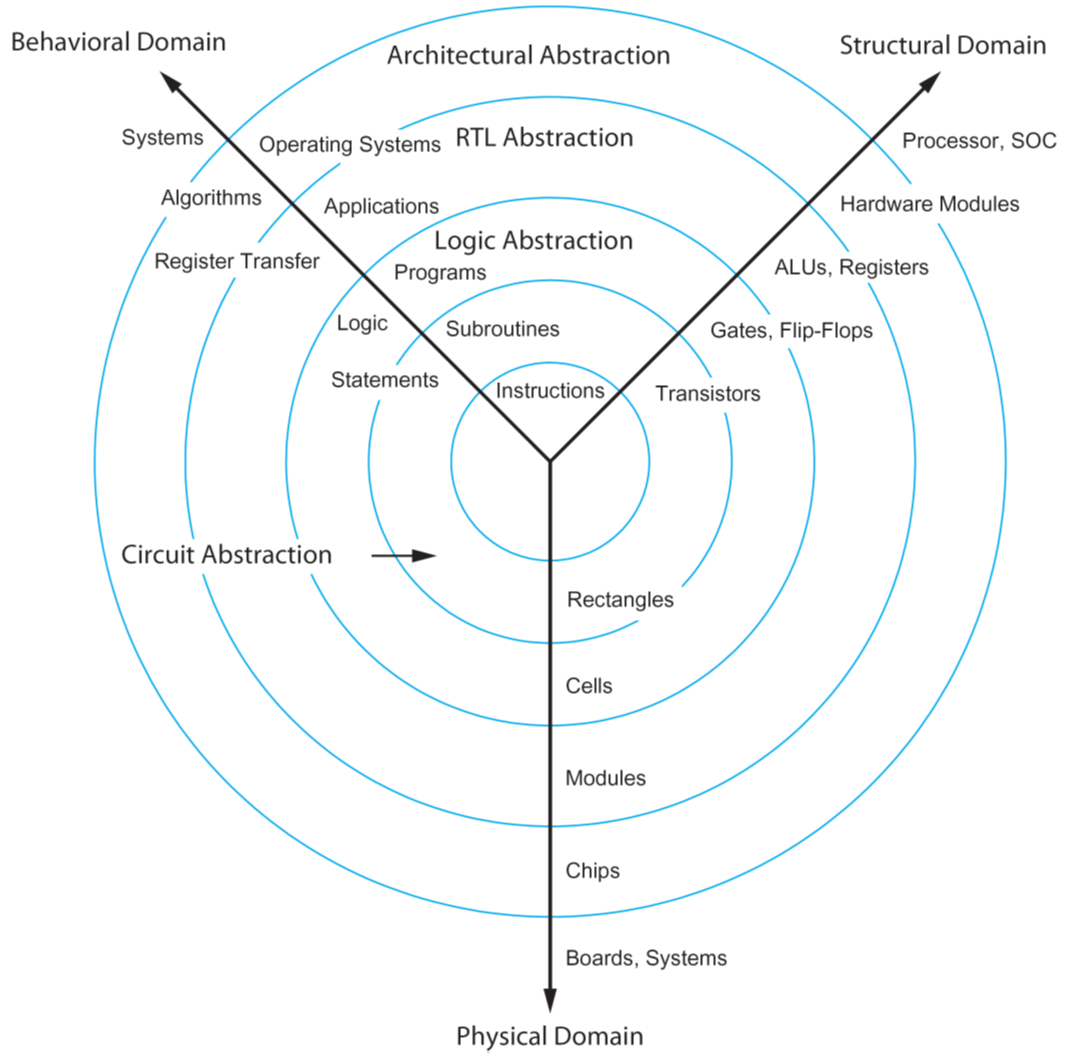 Behavioral Domain
Structural Domain
Architectural Abstraction
Systems
Operating Systems
RTL Abstraction
Processor, SOC
Algorithms
Applications
Hardware Modules
Logic Abstraction
Register Transfer
Programs
ALUs, Registers
Logic
Subroutines
Gates, Flip-Flops
Statements
Instructions
Transistors
Circuit Abstraction
Rectangles
Cells
Modules
Chips
Boards, Systems
Physical Domain